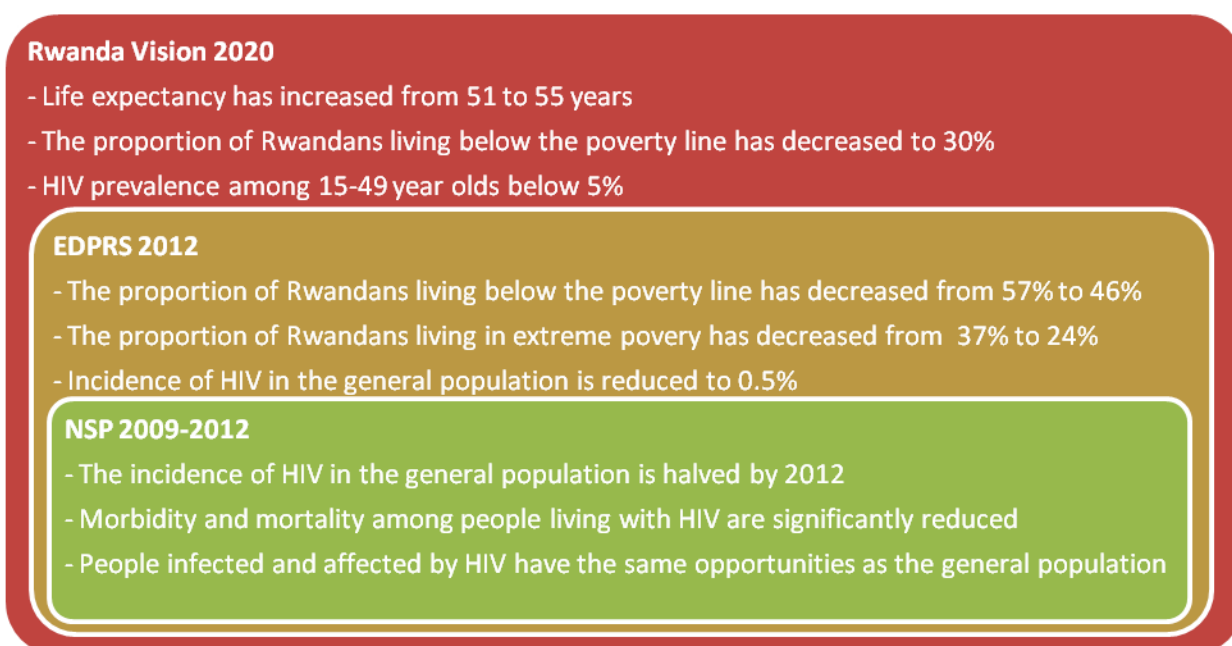 Rwanda Vision 2020
- Life expectancy has increased from 51 to 55 years
- The proportion of Rwandans living below the poverty line has decreased to 30%
- HIV prevalence among 15-49 year olds below 5%
EDPRS 2012
- The proportion of Rwandans living below the poverty line has decreased from 57% to 46%
- The proportion of Rwandans living in extreme povery has decreased from 37% to 24%
- Incidence of HIV in the general population is reduced to 0.5%
NSP 2009-2012
- The incidence of HIV in the general population is halved by 2012
- Morbidity and mortality among people living with HIV are significantly reduced
- People infected and affected by HIV have the same opportunities as the general population